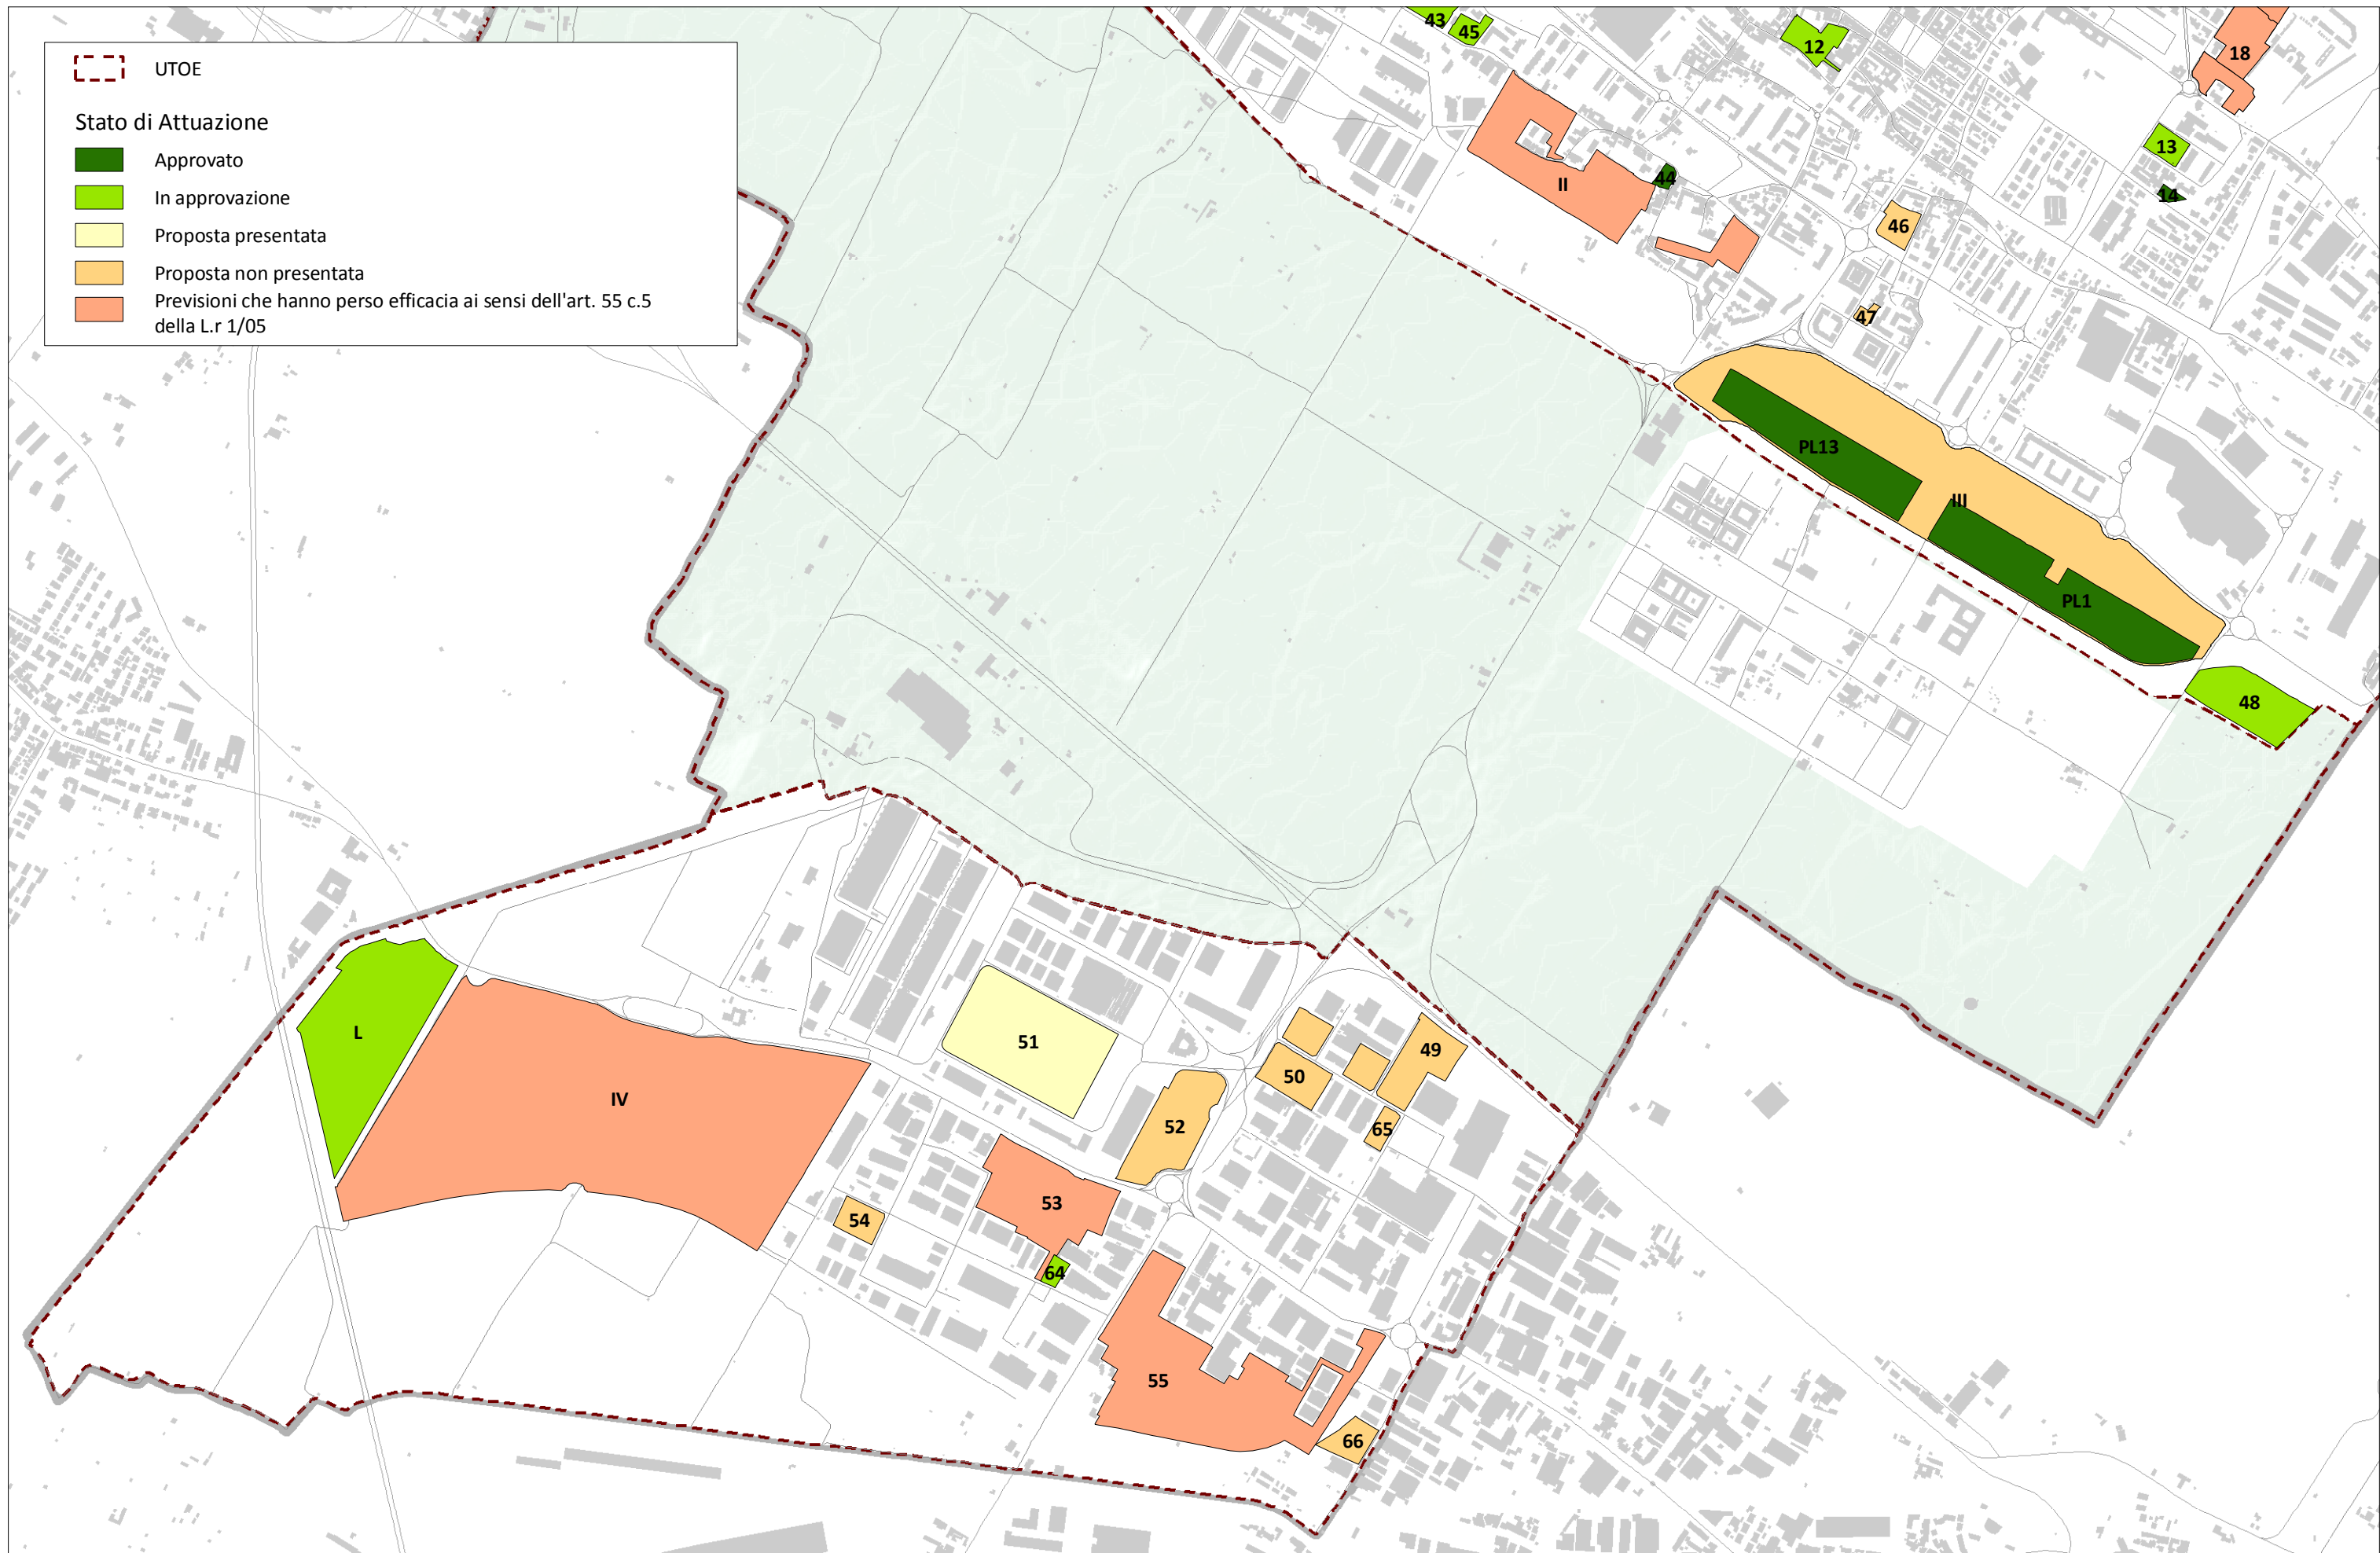 UTOE
Stato di Attuazione
Approvato
In approvazione
Proposta presentata
Proposta non presentata
Previsioni che hanno perso efficacia ai sensi dell'art. 55 c.5
della L.r 1/05
43
45
12
18
13
14
44
II
46
47
PL13
III
PL1
48
L
IV
51
49
50
52
65
53
54
64
55
66